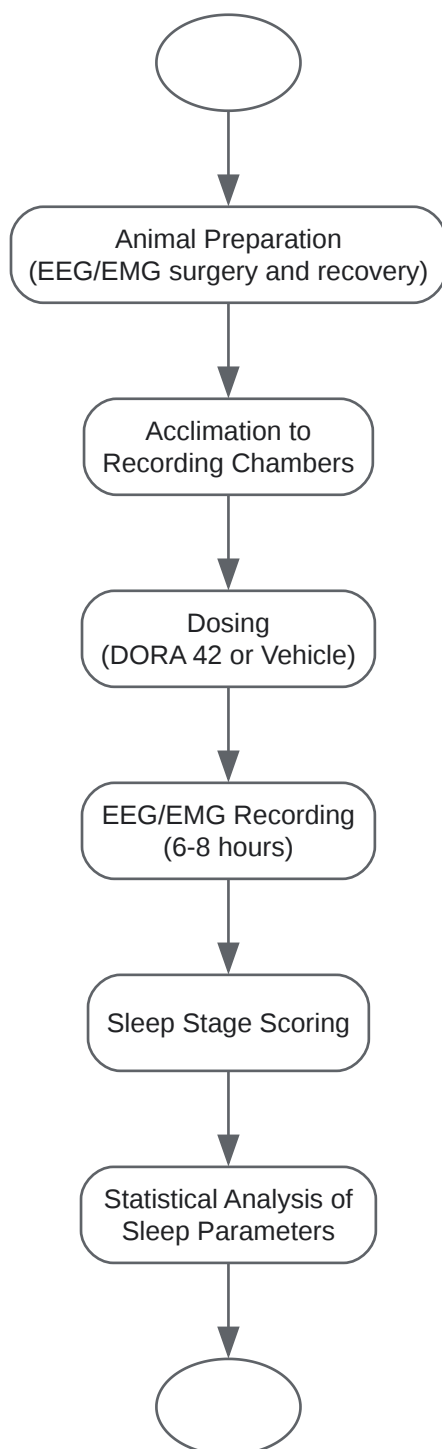 Animal Preparation
(EEG/EMG surgery and recovery)
Acclimation to
Recording Chambers
Dosing
(DORA 42 or Vehicle)
EEG/EMG Recording
(6-8 hours)
Sleep Stage Scoring
Statistical Analysis of
Sleep Parameters